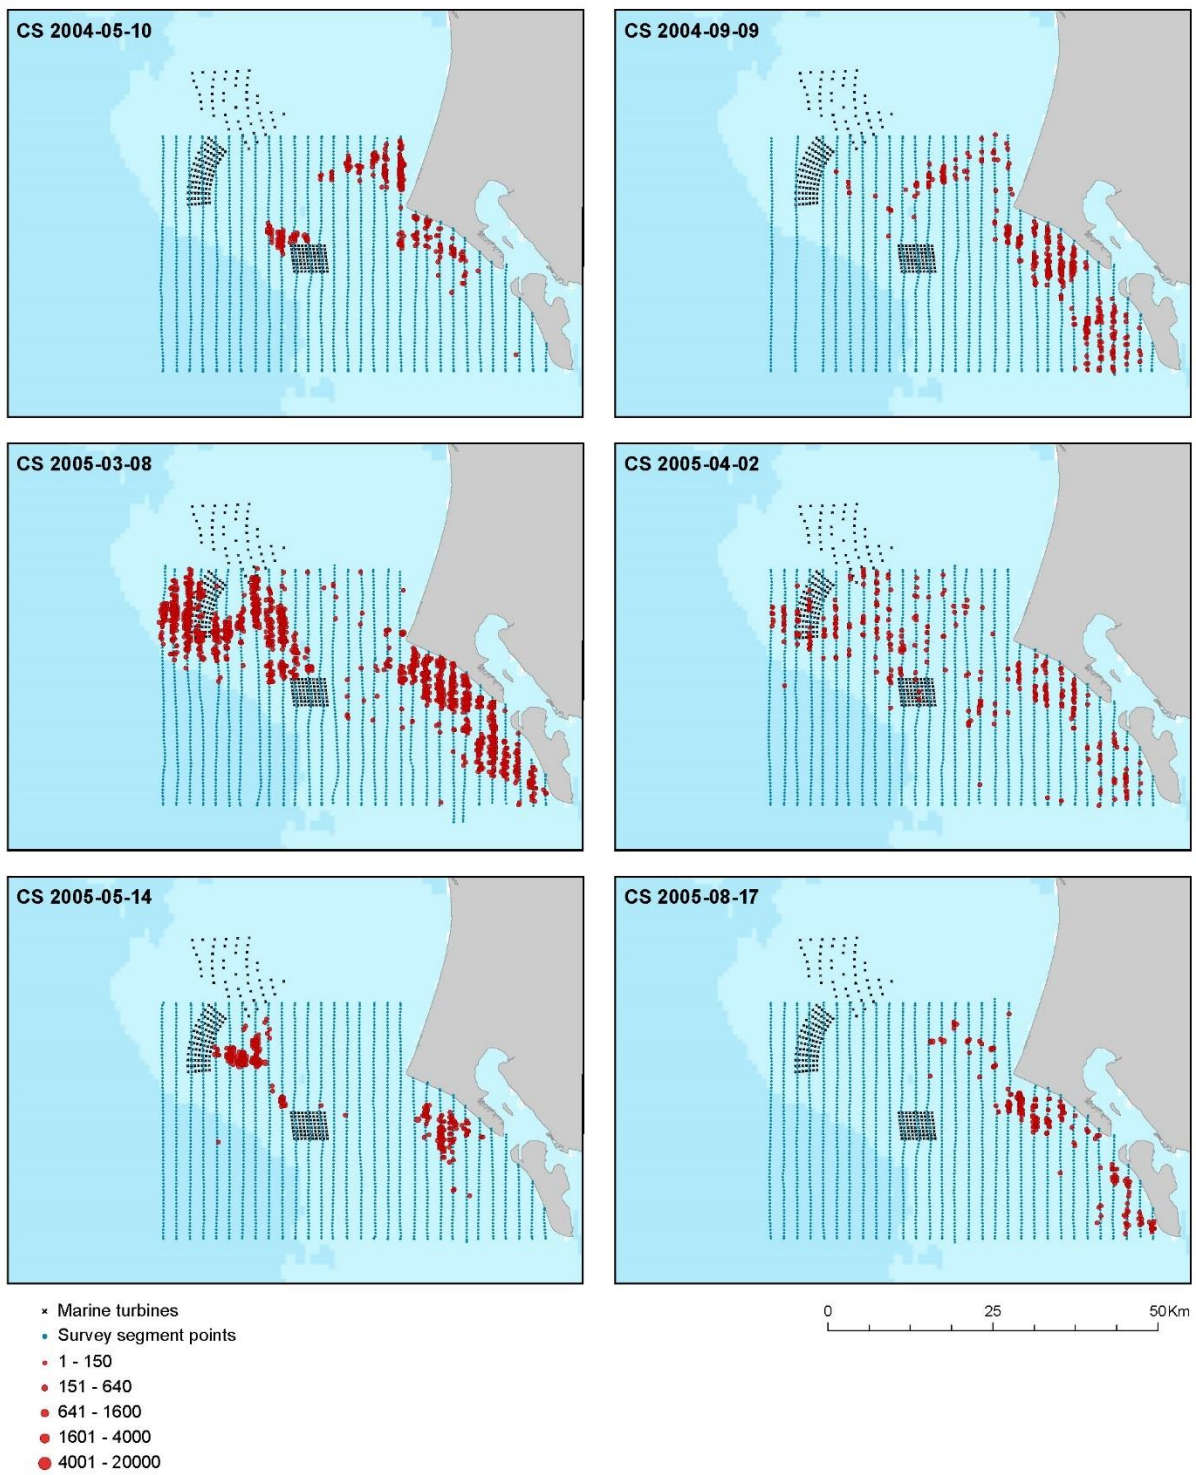 CS 2004-05-10
CS 2004-09-09
CS 2005-03-08
CS 2005-04-02
CS 2005-05-14
CS 2005-08-17
Marine turbines
Survey segment points
1 - 150
151 - 640
641 - 1600
1601 - 4000
4001 - 20000
0 25 50Km